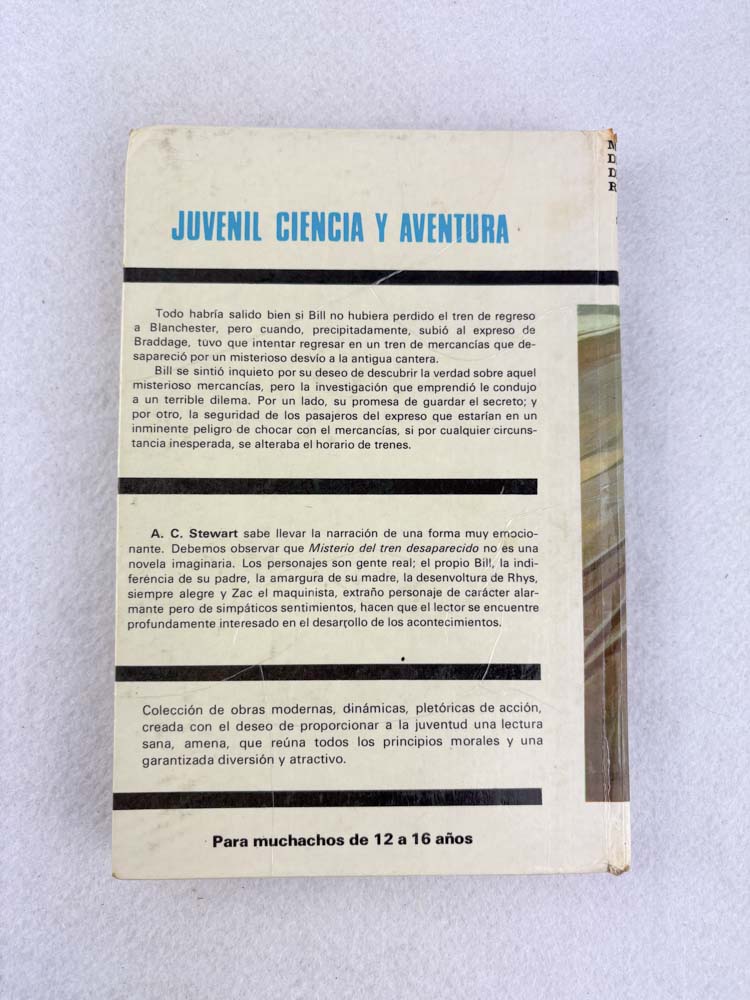 JUVENIL CIENCIA Y AVENTURA
Todo habría salido bien si Bill no hubiera perdido el tren de regreso
a Blanchester, pero cuando, precipitadamente, subió al expreso de
Braddage, tuvo que intentar regresar en un tren de mercancías que de-
sapareció por un misterioso desvío a la antigua cantera.
Bill se sintió inquieto por su deseo de descubrir la verdad sobre aquel
misterioso mercancías, pero la investigación que emprendió le condujo
a un terrible dilema. Por un lado, su promesa de guardar el secreto; y
por otro, la seguridad de los pasajeros del expreso que estarían en un
inminente peligro de chocar con el mercancías, si por cualquier circuns-
tancia inesperada, se alteraba el horario de trenes.
A. C. Stewart sabe llevar la narración de una forma muy emocio-
nante. Debemos observar que Misterio del tren desaparecido no es una
novela imaginaria. Los personajes son gente real; el propio Bill, la indi-
ferencia de su padre, la amargura de su madre, la desenvoltura de Rhys,
siempre alegre y Zac el maquinista, extraño personaje de carácter alar-
mante pero de simpáticos sentimientos, hacen que el lector se encuentre
profundamente interesado en el desarrollo de los acontecimientos.
Colección de obras modernas, dinámicas, pletóricas de acción,
creada con el deseo de proporcionar a la juventud una lectura
sana, amena, que reúna todos los principios morales y una
garantizada diversión y atractivo.
Para muchachos de 12 a 16 años